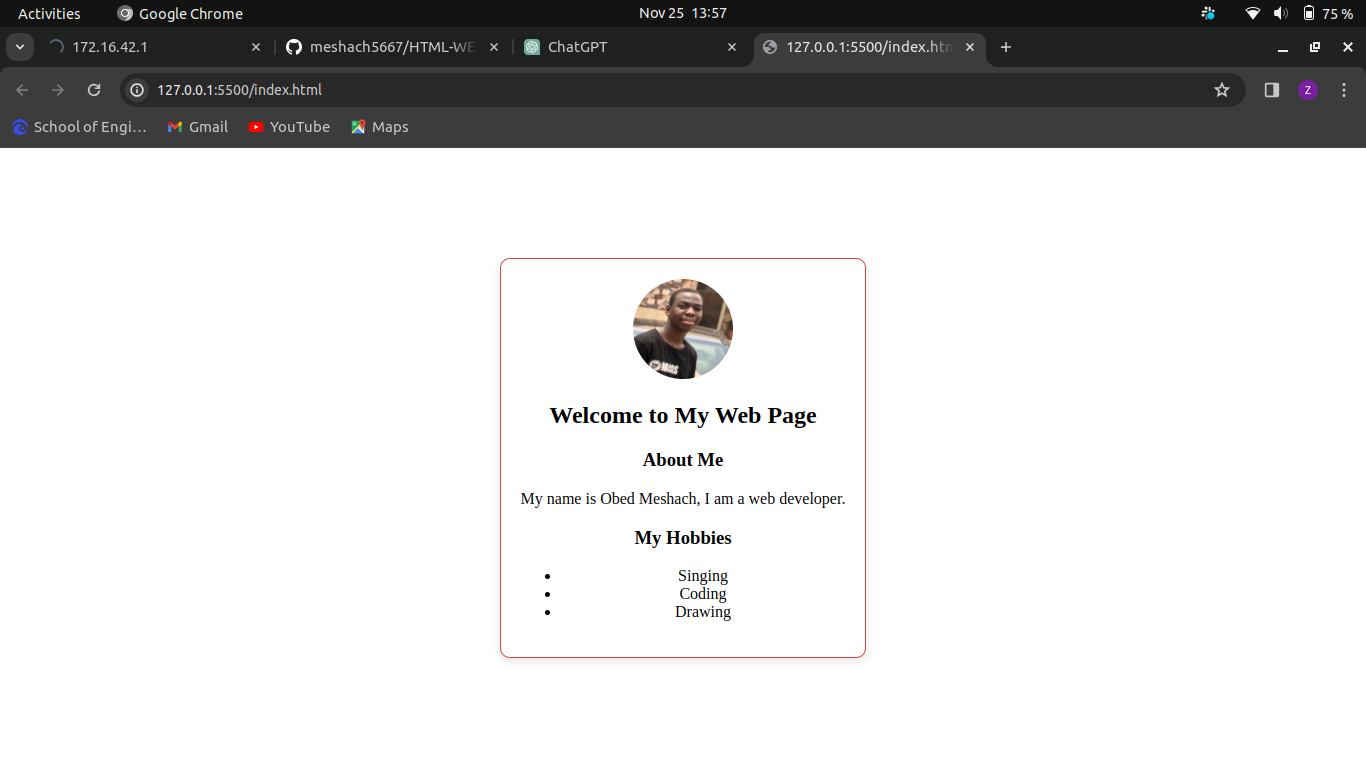 Activities Google Chrome Nov 25 13:57 75 %
172.16.42.1 meshach5667/HTML-WE ChatGPT 127.0.0.1:5500/index.htm
127.0.0.1:5500/index.html
School of Engi... Gmail YouTube Maps
Z
Welcome to My Web Page
About Me
My name is Obed Meshach, I am a web developer.
My Hobbies
• Singing
• Coding
• Drawing